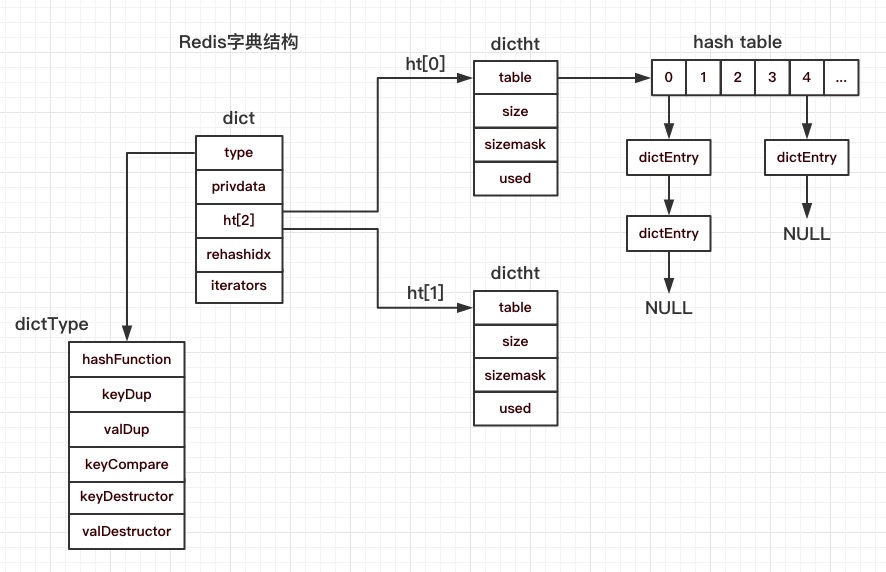 Redis字典结构
dict
type
privdata
ht[2]
rehashidx
iterators
dictType
hashFunction
keyDup
valDup
keyCompare
keyDestructor
valDestructor
ht[0]
dictht
table
size
sizemask
used
ht[1]
dictht
table
size
sizemask
used
hash table
0 1 2 3 4 ...
dictEntry dictEntry
dictEntry NULL
NULL